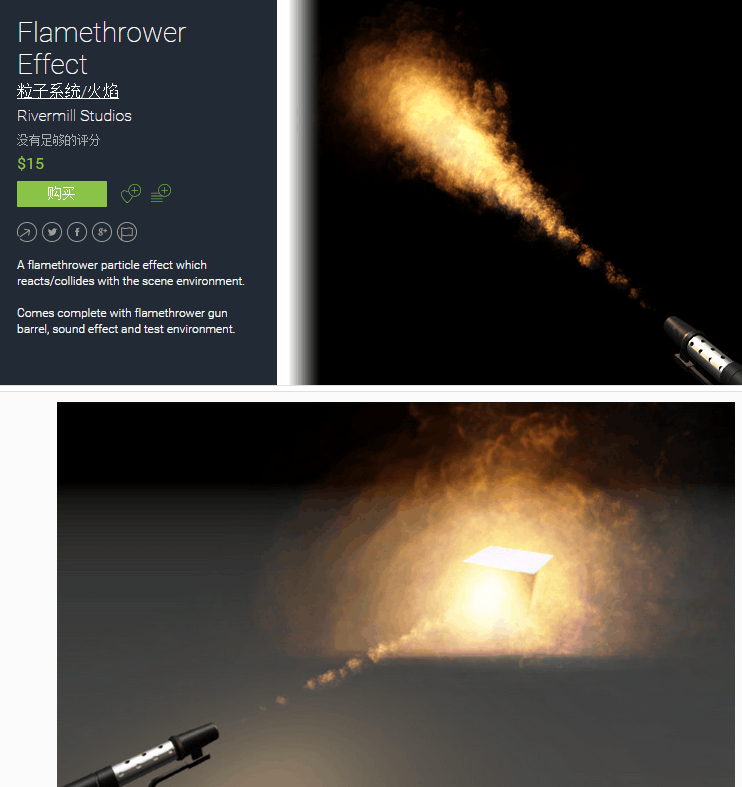 Flamethrower
Effect
粒子系统/火焰
Rivermill Studios
没有足够的评分
$15
购买
A flamethrower particle effect which
reacts/collides with the scene environment.
Comes complete with flamethrower gun
barrel, sound effect and test environment.